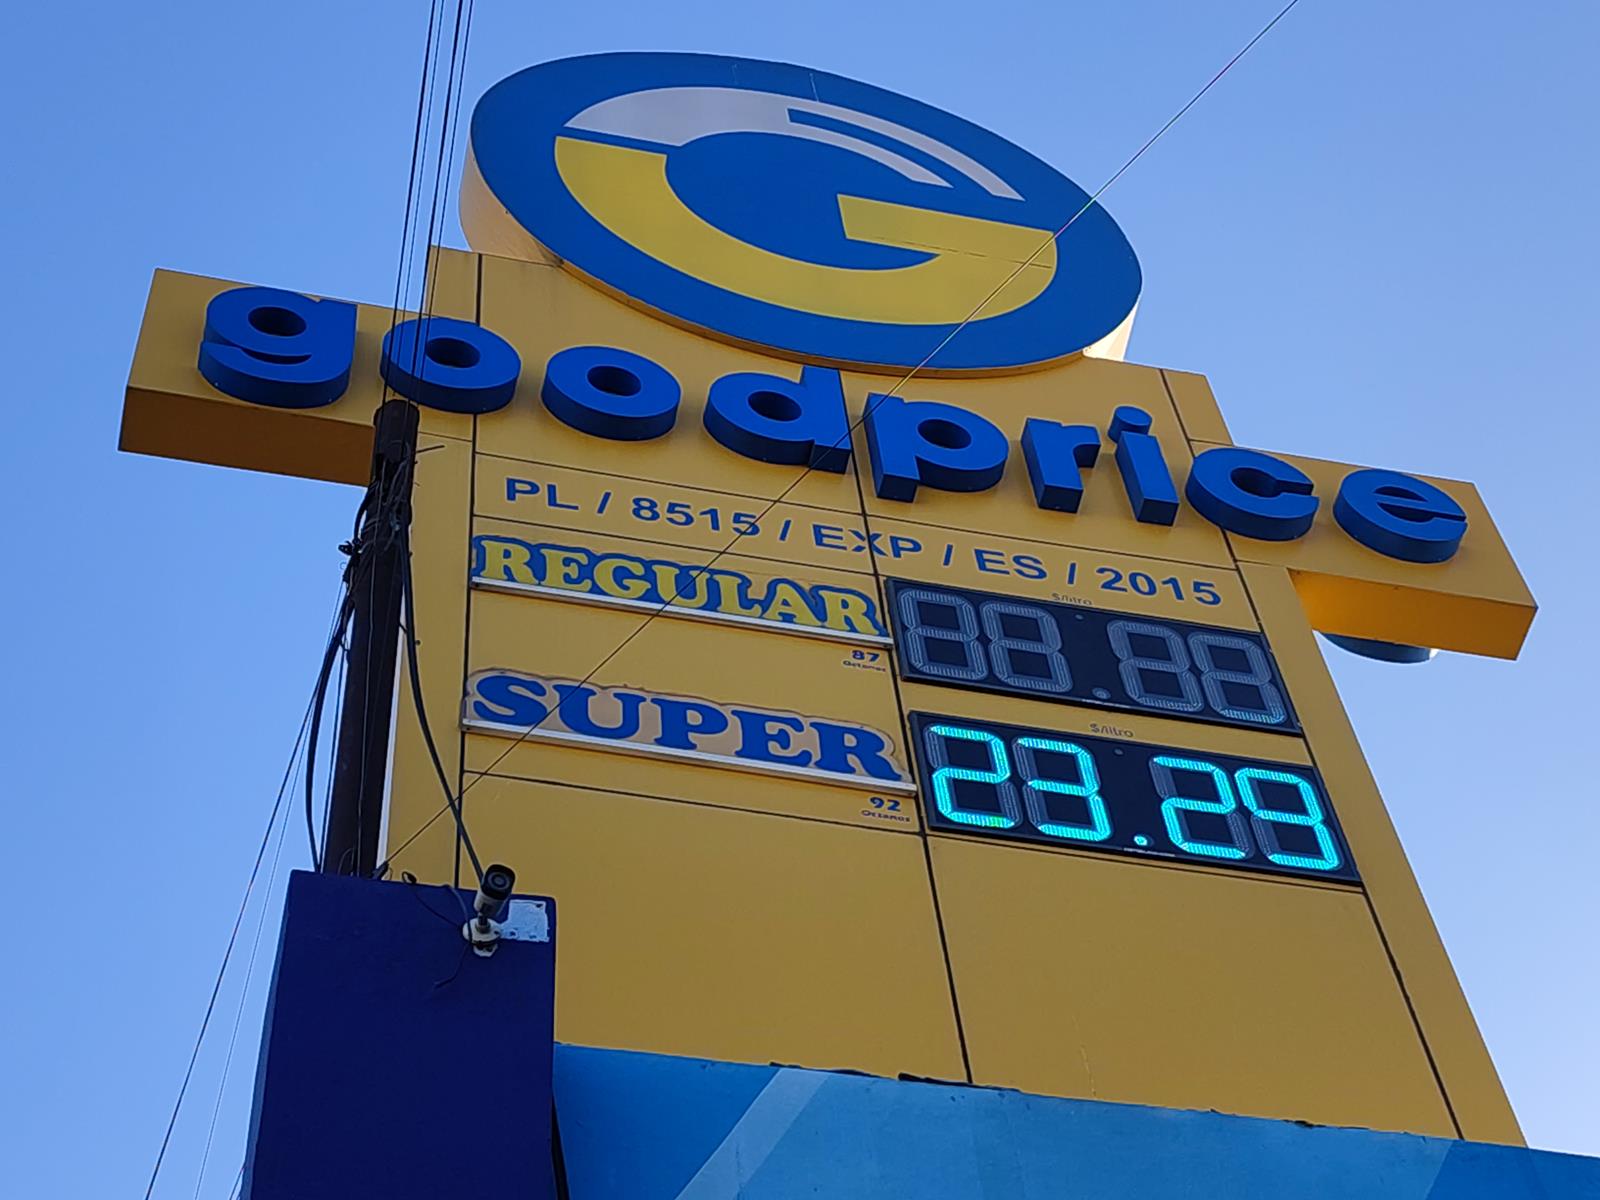 G
goodprice
PL / 8515 / EXP / ES / 2015
REGULAR
87
Octanos
$/litro
SUPER
92
Octanos
$/litro
23.29